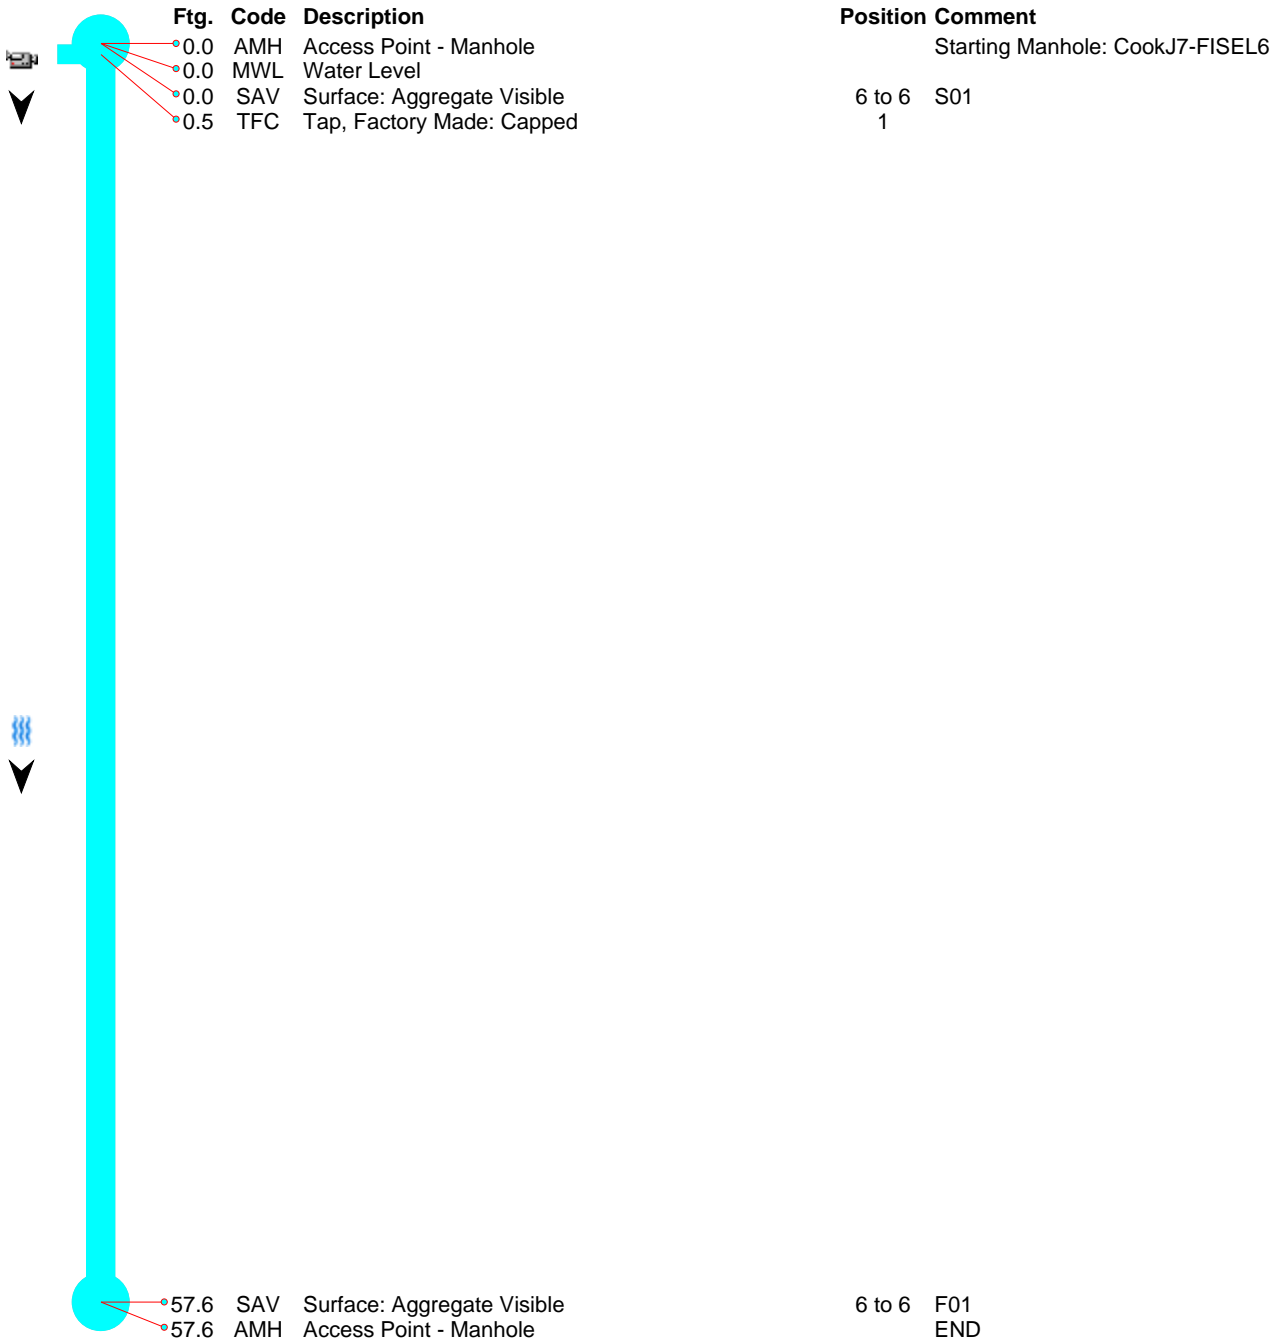 Ftg. Code Description Position Comment
0.0 AMH Access Point - Manhole Starting Manhole: CookJ7-FISEL6
0.0 MWL Water Level
0.0 SAV Surface: Aggregate Visible 6 to 6 S01
0.5 TFC Tap, Factory Made: Capped 1
57.6 SAV Surface: Aggregate Visible 6 to 6 F01
57.6 AMH Access Point - Manhole END